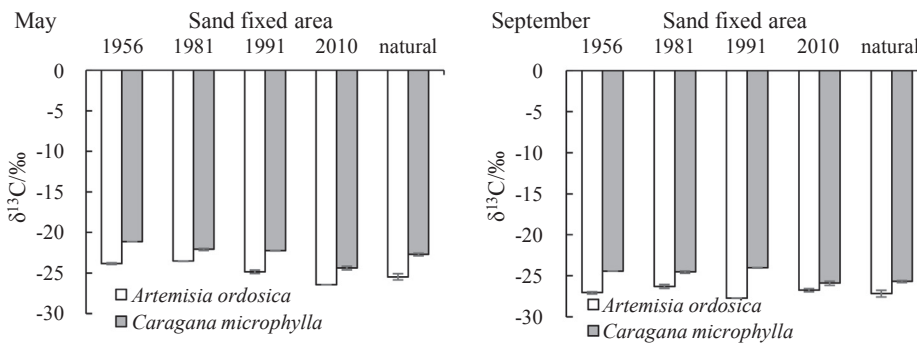 May Sand fixed area
1956 1981 1991 2010 natural
0
-5
-10
-15
-20
-25
-30
δ¹³C/‰
Artemisia ordosica
Caragana microphylla
September Sand fixed area
1956 1981 1991 2010 natural
0
-5
-10
-15
-20
-25
-30
δ¹³C/‰
Artemisia ordosica
Caragana microphylla